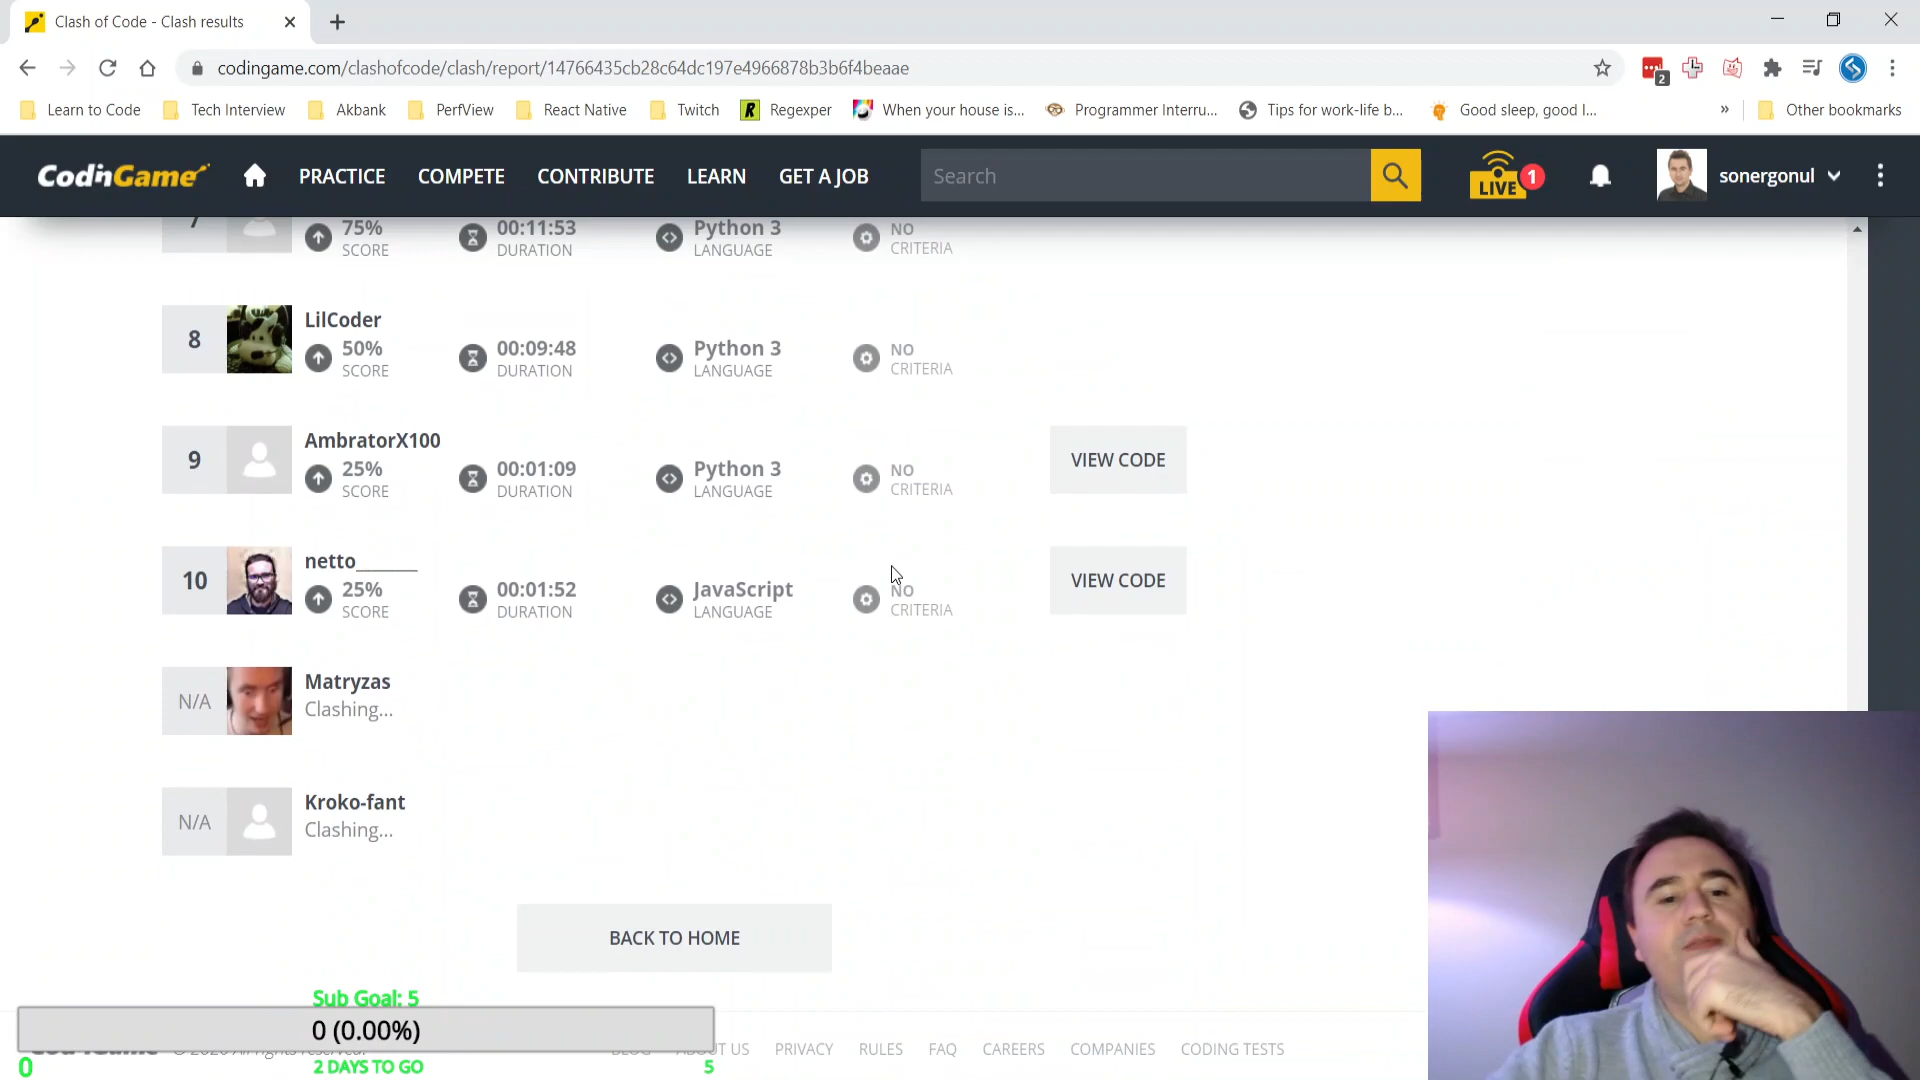 Clash of Code - Clash results
codingame.com/clashofcode/clash/report/14766435cb28c64dc197e4966878b3b6f4beaae
2
Learn to Code Tech Interview Akbank PerfView React Native Twitch R Regexper When your house is... Programmer Interru... Tips for work-life b... Good sleep, good l... » Other bookmarks
CodinGame PRACTICE COMPETE CONTRIBUTE LEARN GET A JOB Search LIVE 1 sonergonul
7 75% 00:11:53 Python 3 NO
SCORE DURATION LANGUAGE CRITERIA
LilCoder
8 50% 00:09:48 Python 3 NO
SCORE DURATION LANGUAGE CRITERIA
AmbratorX100
9 25% 00:01:09 Python 3 NO VIEW CODE
SCORE DURATION LANGUAGE CRITERIA
netto________
10 25% 00:01:52 JavaScript NO VIEW CODE
SCORE DURATION LANGUAGE CRITERIA
Matryzas
N/A Clashing...
Kroko-fant
N/A Clashing...
BACK TO HOME
Sub Goal: 5
0 (0.00%)
ABOUT US PRIVACY RULES FAQ CAREERS COMPANIES CODING TESTS
0 2 DAYS TO GO 5